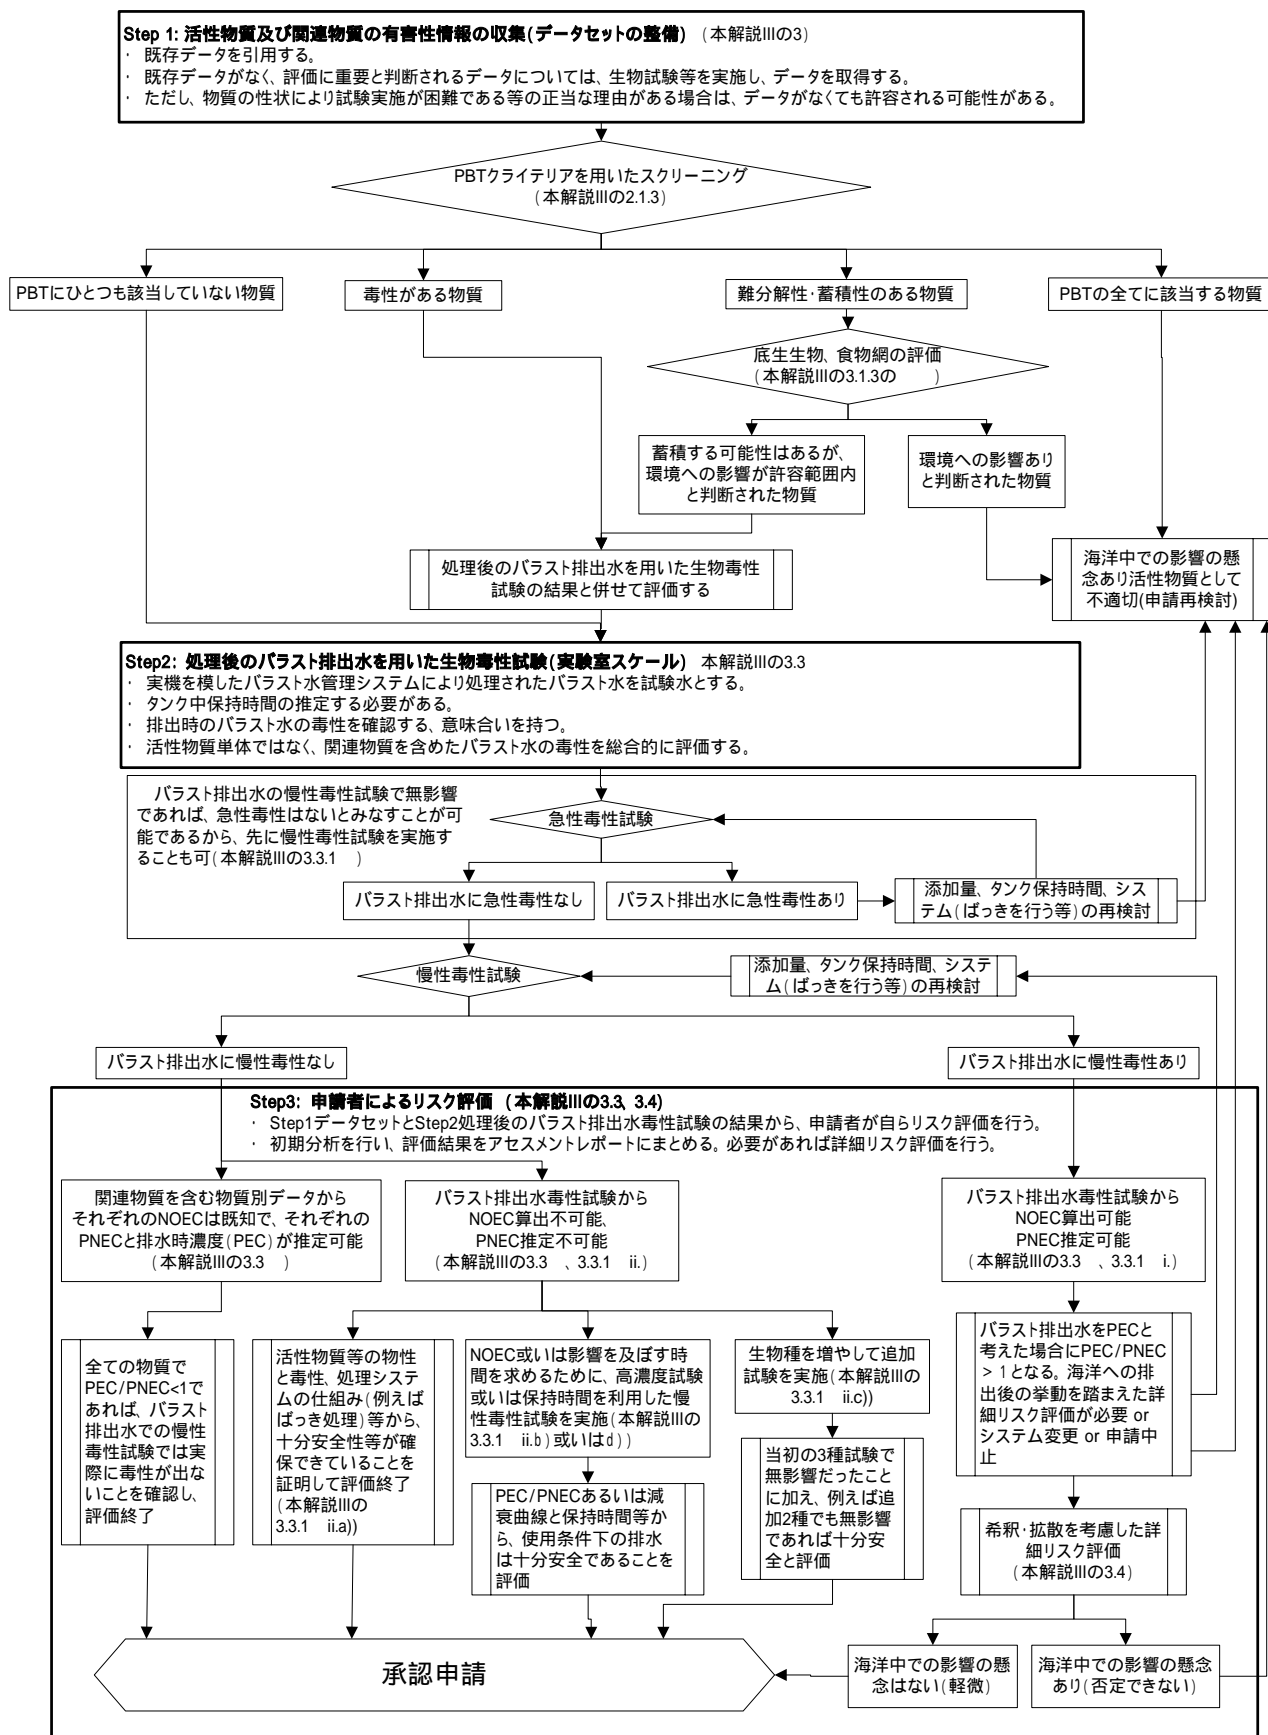 Step 1: 活性物質及び関連物質の有害性情報の収集(データセットの整備) (本解説IIIの3)
· 既存データを引用する。
· 既存データがなく、評価に重要と判断されるデータについては、生物試験等を実施し、データを取得する。
· ただし、物質の性状により試験実施が困難である等の正当な理由がある場合は、データがなくても許容される可能性がある。
PBTクライテリアを用いたスクリーニング
(本解説IIIの2.1.3)
PBTにひとつも該当していない物質
毒性がある物質
難分解性·蓄積性のある物質
PBTの全てに該当する物質
底生生物、食物網の評価
(本解説IIIの3.1.3の )
蓄積する可能性はあるが、
環境への影響が許容範囲内
と判断された物質
環境への影響あり
と判断された物質
処理後のバラスト排出水を用いた生物毒性
試験の結果と併せて評価する
海洋中での影響の懸
念あり活性物質として
不適切(申請再検討)
Step2: 処理後のバラスト排出水を用いた生物毒性試験(実験室スケール) 本解説IIIの3.3
· 実機を模したバラスト水管理システムにより処理されたバラスト水を試験水とする。
· タンク中保持時間の推定する必要がある。
· 排出時のバラスト水の毒性を確認する、意味合いを持つ。
· 活性物質単体ではなく、関連物質を含めたバラスト水の毒性を総合的に評価する。
バラスト排出水の慢性毒性試験で無影響
であれば、急性毒性はないとみなすことが可
能であるから、先に慢性毒性試験を実施す
ることも可(本解説IIIの3.3.1 )
急性毒性試験
バラスト排出水に急性毒性なし
バラスト排出水に急性毒性あり
添加量、タンク保持時間、シス
テム(ばっきを行う等)の再検討
慢性毒性試験
添加量、タンク保持時間、システ
ム(ばっきを行う等)の再検討
バラスト排出水に慢性毒性なし
バラスト排出水に慢性毒性あり
Step3: 申請者によるリスク評価 (本解説IIIの3.3、3.4)
· Step1データセットとStep2処理後のバラスト排出水毒性試験の結果から、申請者が自らリスク評価を行う。
· 初期分析を行い、評価結果をアセスメントレポートにまとめる。必要があれば詳細リスク評価を行う。
関連物質を含む物質別データから
それぞれのNOECは既知で、それぞれの
PNECと排水時濃度(PEC)が推定可能
(本解説IIIの3.3 )
バラスト排出水毒性試験から
NOEC算出不可能、
PNEC推定不可能
(本解説IIIの3.3 、3.3.1 ii.)
バラスト排出水毒性試験から
NOEC算出可能
PNEC推定可能
(本解説IIIの3.3 、3.3.1 i.)
全ての物質で
PEC/PNEC<1で
あれば、バラスト
排出水での慢性
毒性試験では実
際に毒性が出な
いことを確認し、
評価終了
活性物質等の物性
と毒性、処理シス
テムの仕組み(例えば
ばっき処理)等から、
十分安全性等が確
保できていることを
証明して評価終了
(本解説IIIの
3.3.1 ii.a))
NOEC或いは影響を及ぼす時
間を求めるために、高濃度試験
或いは保持時間を利用した慢
性毒性試験を実施(本解説IIIの
3.3.1 ii.b)或いはd))
PEC/PNECあるいは減
衰曲線と保持時間等か
ら、使用条件下の排水
は十分安全であることを
評価
生物種を増やして追加
試験を実施(本解説IIIの
3.3.1 ii.c))
当初の3種試験で
無影響だったこと
に加え、例えば追
加2種でも無影響
であれば十分安
全と評価
バラスト排出水をPECと
考えた場合にPEC/PNEC
> 1となる。海洋への排
出後の挙動を踏まえた詳
細リスク評価が必要 or
システム変更 or 申請中
止
希釈·拡散を考慮した詳
細リスク評価
(本解説IIIの3.4)
承認申請
海洋中での影響の懸
念はない(軽微)
海洋中での影響の懸念
あり(否定できない)